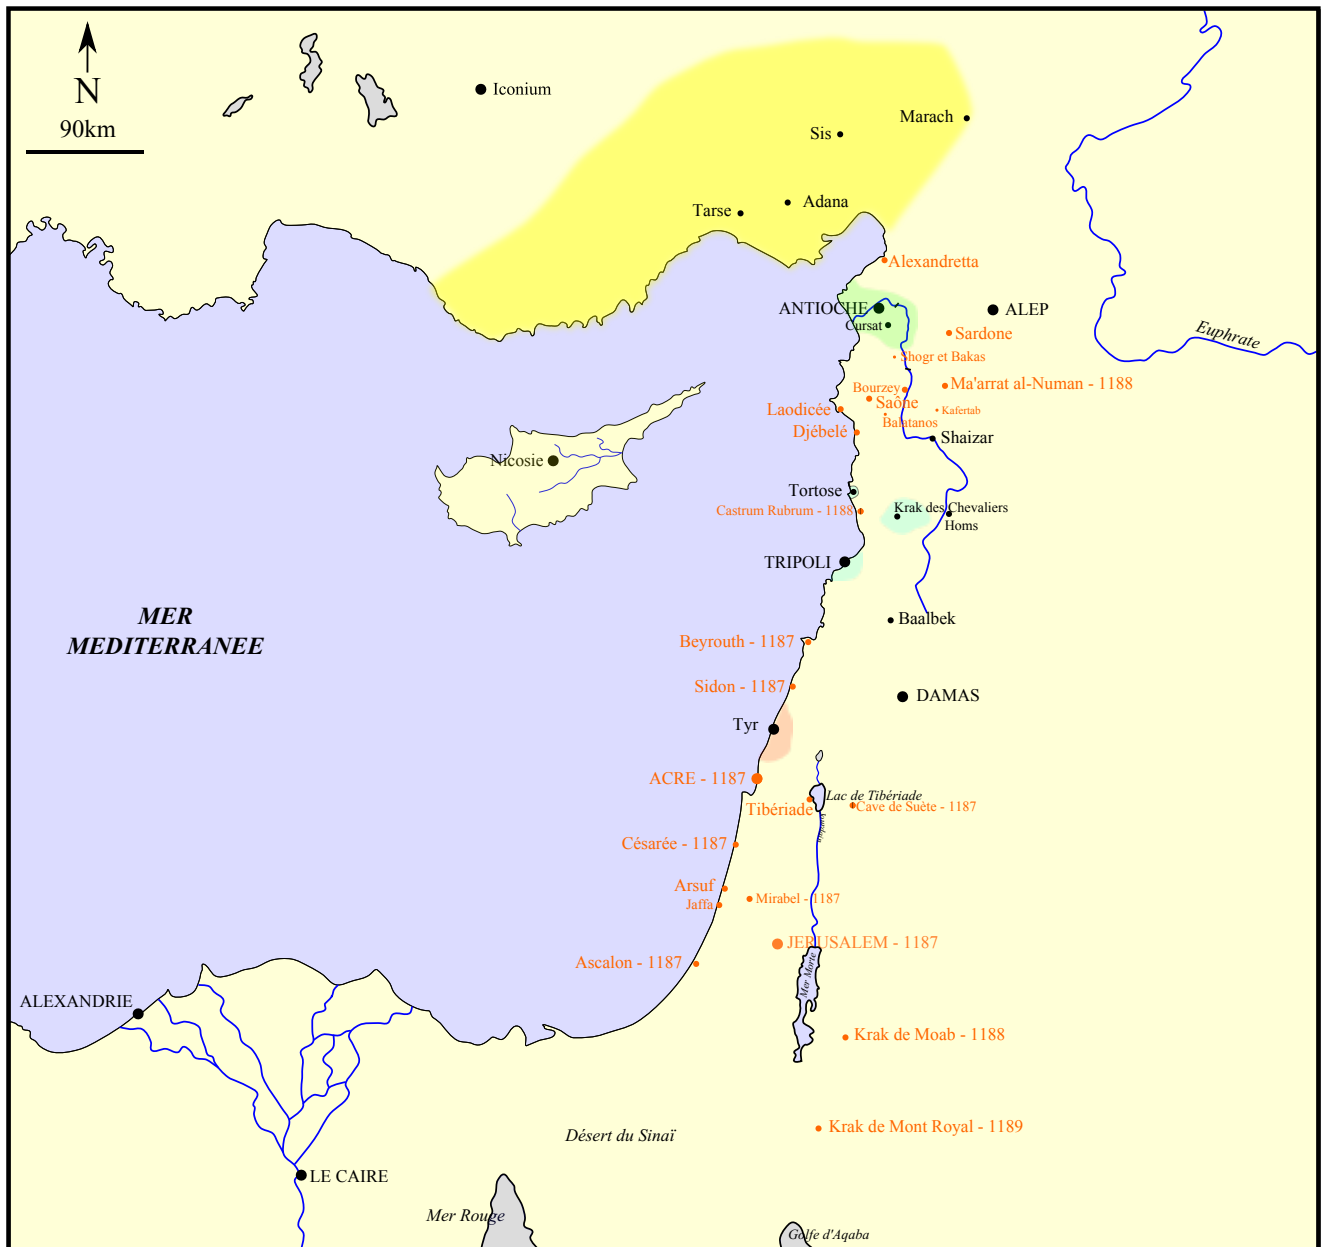 N
90km
Iconium
Marach
Sis
Adana
Tarse
Alexandretta
ANTIOCHE
ALEP
Cursat
Sardone
Euphrate
Shogr et Bakas
Ma'arrat al-Numan - 1188
Bourzey
Saône
Laodicée
Kafertab
Balatanos
Djébelé
Shaizar
Nicosie
Tortose
Krak des Chevaliers
Castrum Rubrum - 1188
Homs
TRIPOLI
MER
MEDITERRANEE
Baalbek
Beyrouth - 1187
Sidon - 1187
DAMAS
Tyr
ACRE - 1187
Lac de Tibériade
Cave de Suète - 1187
Tibériade
Jourdain
Césarée - 1187
Arsuf
Mirabel - 1187
Jaffa
JERUSALEM - 1187
Ascalon - 1187
Mer Morte
ALEXANDRIE
Krak de Moab - 1188
Krak de Mont Royal - 1189
Désert du Sinaï
LE CAIRE
Mer Rouge
Golfe d'Aqaba